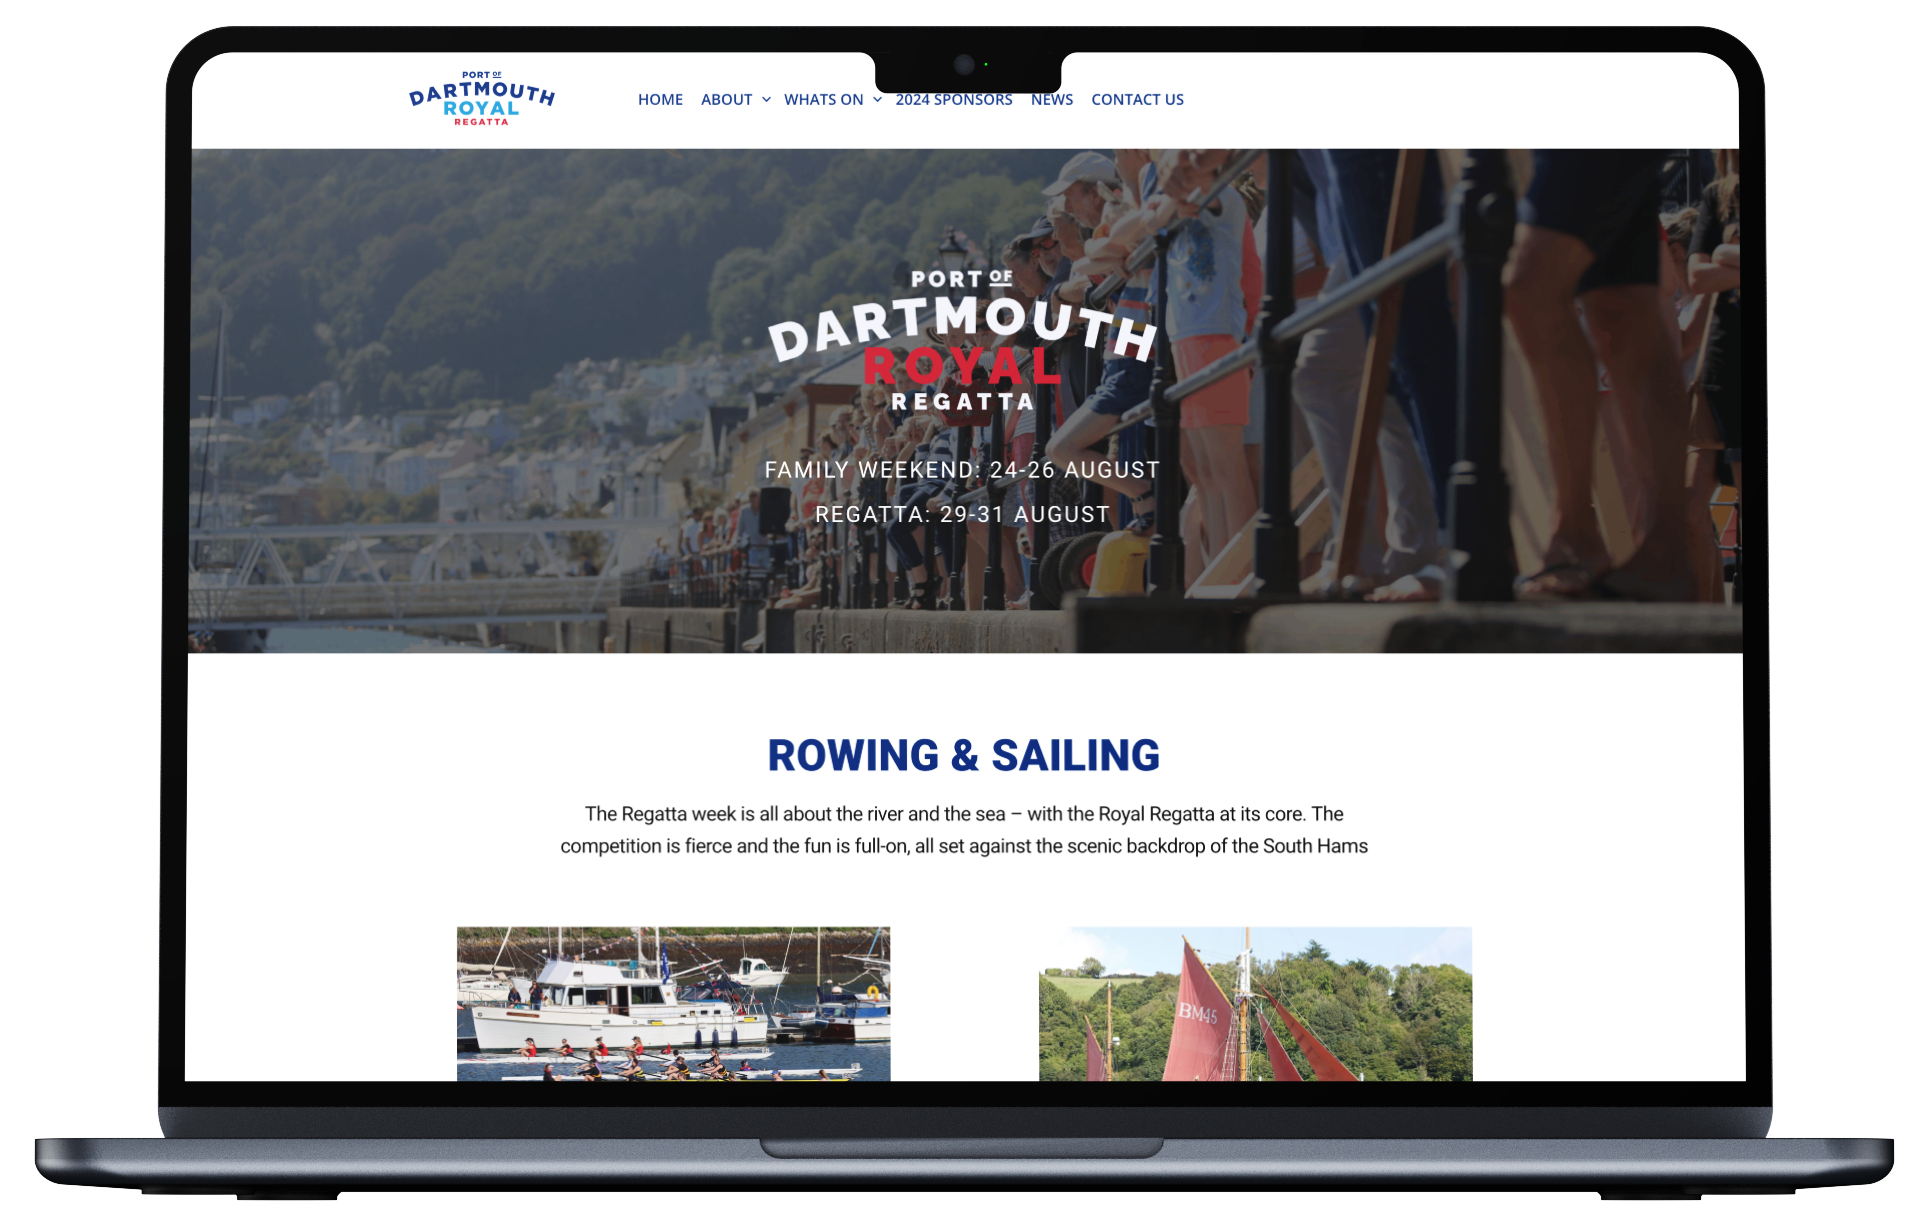 PORT OF
DARTMOUTH
ROYAL
REGATTA
HOME ABOUT WHATS ON 2024 SPONSORS NEWS CONTACT US
PORT OF
DARTMOUTH
ROYAL
REGATTA
FAMILY WEEKEND: 24-26 AUGUST
REGATTA: 29-31 AUGUST
ROWING & SAILING
The Regatta week is all about the river and the sea – with the Royal Regatta at its core. The
competition is fierce and the fun is full-on, all set against the scenic backdrop of the South Hams
BM45